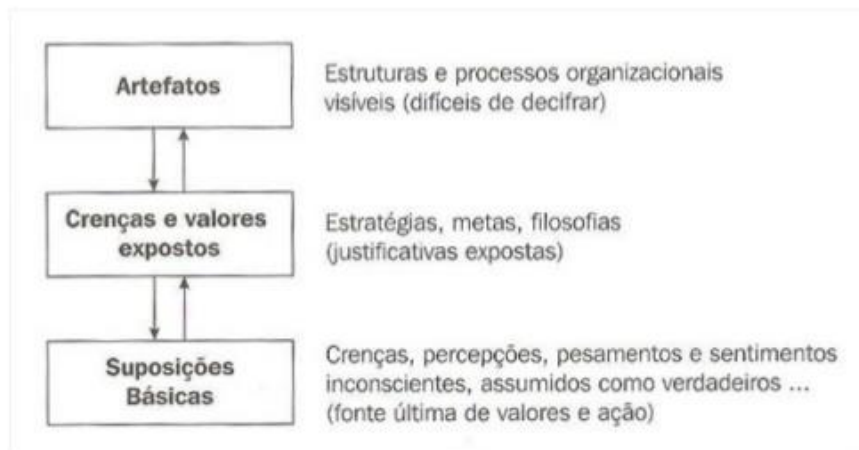 Artefatos
Estruturas e processos organizacionais
visíveis (difíceis de decifrar)
Crenças e valores
expostos
Estratégias, metas, filosofias
(justificativas expostas)
Suposições
Básicas
Crenças, percepções, pesamentos e sentimentos
inconscientes, assumidos como verdadeiros ...
(fonte última de valores e ação)